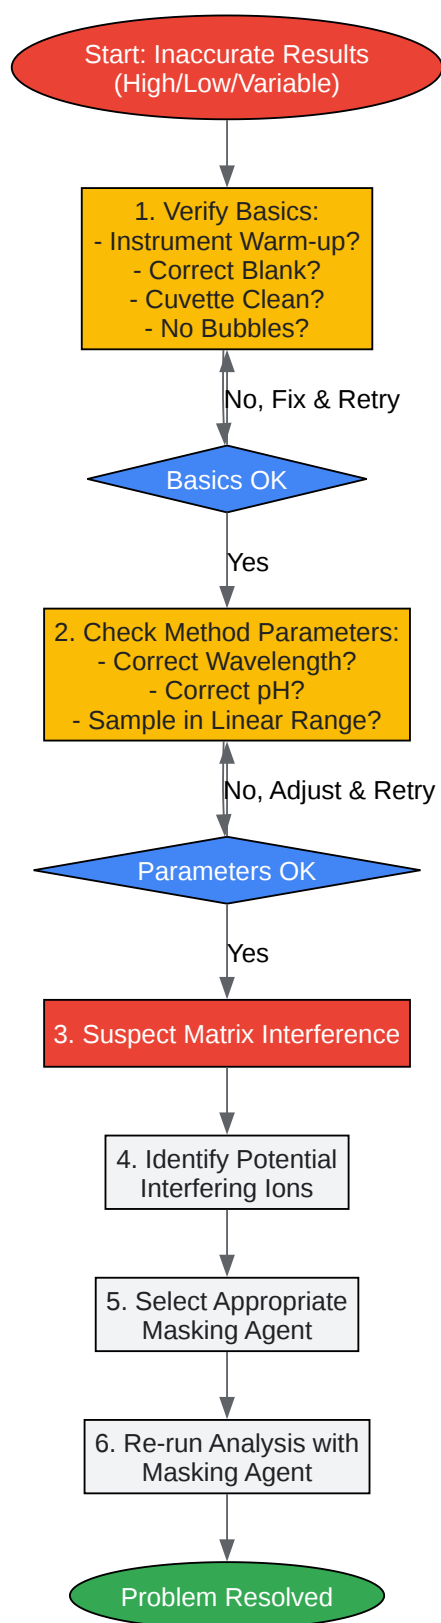 Start: Inaccurate Results
(High/Low/Variable)
1. Verify Basics:
- Instrument Warm-up?
- Correct Blank?
- Cuvette Clean?
- No Bubbles?
No, Fix & Retry
Basics OK
Yes
2. Check Method Parameters:
- Correct Wavelength?
- Correct pH?
- Sample in Linear Range?
No, Adjust & Retry
Parameters OK
Yes
3. Suspect Matrix Interference
4. Identify Potential
Interfering Ions
5. Select Appropriate
Masking Agent
6. Re-run Analysis with
Masking Agent
Problem Resolved